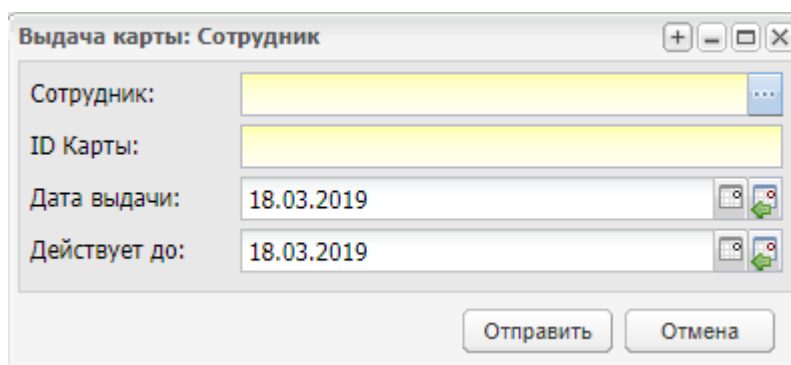 Выдача карты: Сотрудник
Сотрудник:
ID Карты:
Дата выдачи: 18.03.2019
Действует до: 18.03.2019
Отправить Отмена